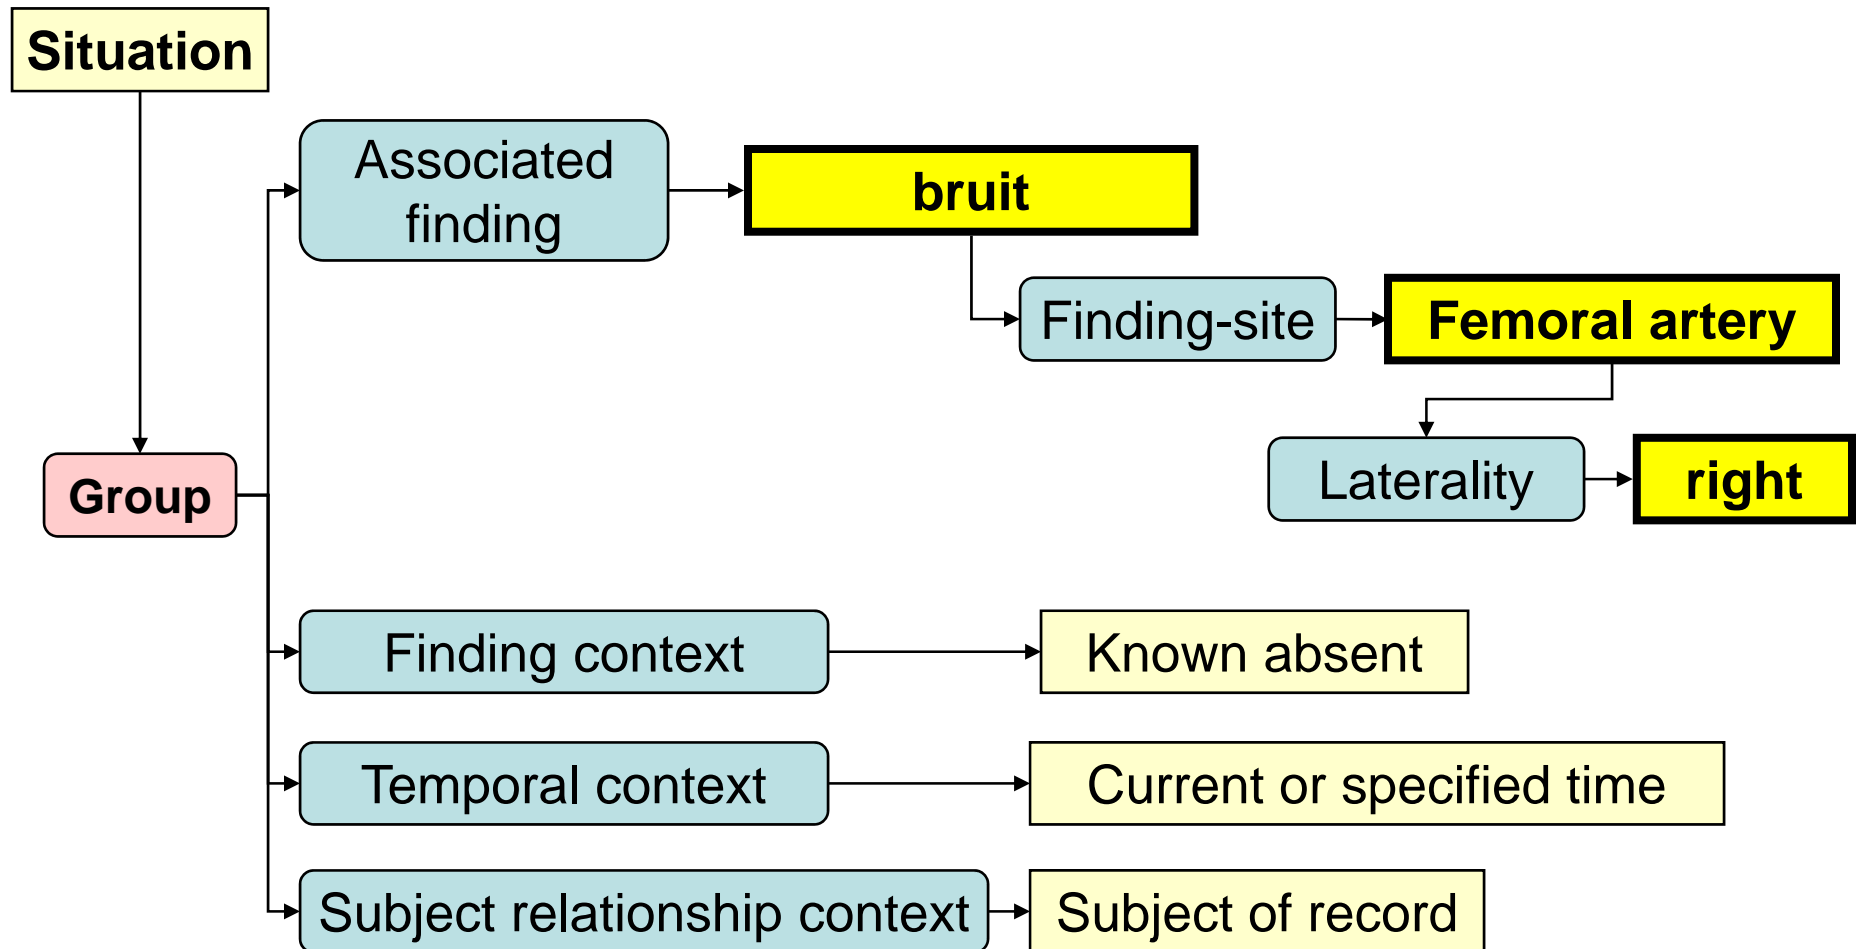 Situation
Associated
finding
bruit
Finding-site
Femoral artery
Group
Laterality
right
Finding context
Known absent
Temporal context
Current or specified time
Subject relationship context
Subject of record